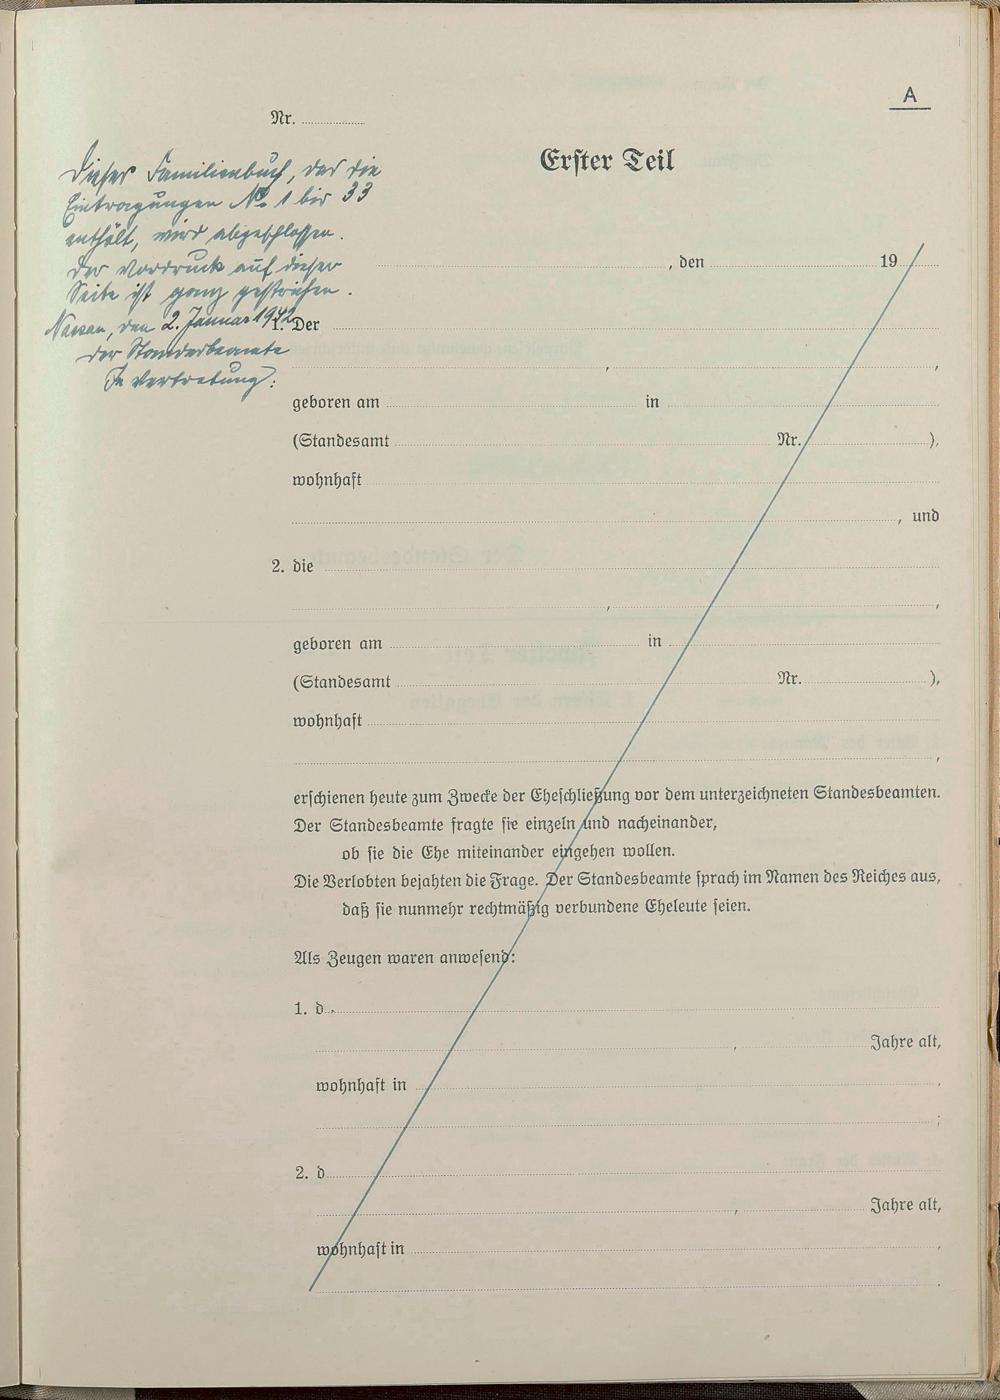 A
Nr.
Erster Teil
Dieses Familienbuch, das die
Eintragungen No. 1 bis 33
enthält, wird abgeschlossen.
Der Vordruck auf dieser
Seite ist ganz gestrichen.
Nassau, den 2. Januar 1942
der Standesbeamte
In Vertretung:
, den 19
1. Der
, ,
geboren am in
(Standesamt Nr. ),
wohnhaft
, und
2. die
, ,
geboren am in
(Standesamt Nr. ),
wohnhaft
,
erschienen heute zum Zwecke der Eheschließung vor dem unterzeichneten Standesbeamten.
Der Standesbeamte fragte sie einzeln und nacheinander,
ob sie die Ehe miteinander eingehen wollen.
Die Verlobten bejahten die Frage. Der Standesbeamte sprach im Namen des Reiches aus,
daß sie nunmehr rechtmäßig verbundene Eheleute seien.
Als Zeugen waren anwesend:
1. d
, Jahre alt,
wohnhaft in ,
;
2. d
, Jahre alt,
wohnhaft in ,
.